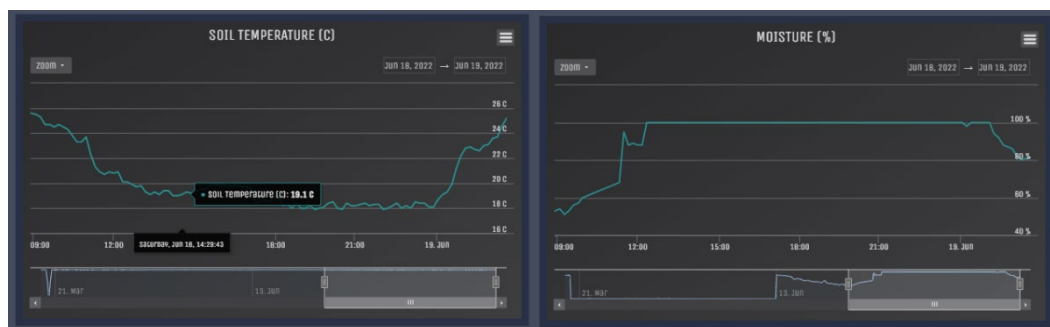 SOIL TEMPERATURE (C)
zoom
Jun 18, 2022 → Jun 19, 2022
26 C
24 C
22 C
20 C
18 C
16 C
Soil Temperature (C): 19.1 C
Saturday, Jun 18, 14:29:43
09:00 12:00 18:00 21:00 19. Jun
21. Mar 13. Jun
MOISTURE (%)
zoom
Jun 18, 2022 → Jun 19, 2022
100 %
80 %
60 %
40 %
09:00 12:00 15:00 18:00 21:00 19. Jun
21. Mar 13. Jun